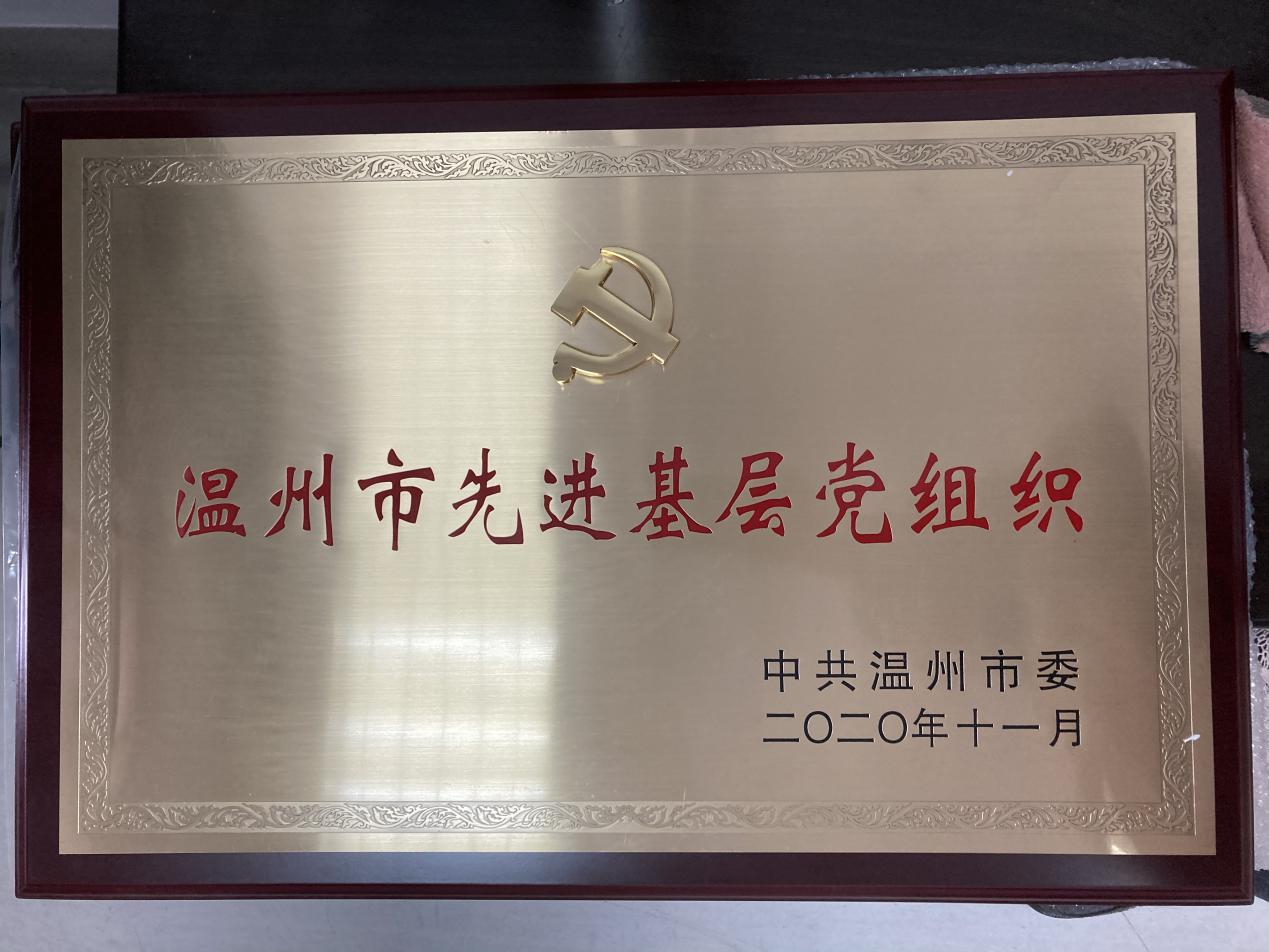 温州市先进基层党组织
中共温州市委
二〇二〇年十一月